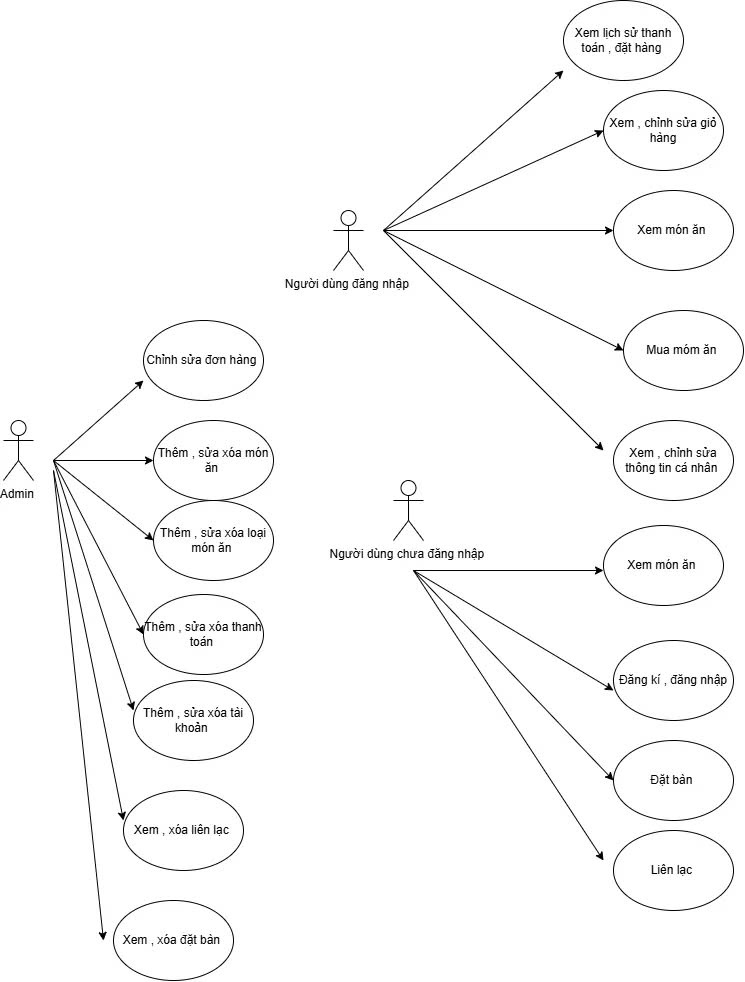 Xem lịch sử thanh
toán , đặt hàng
Xem , chỉnh sửa giỏ
hàng
Xem món ăn
Người dùng đăng nhập
Mua móm ăn
Xem , chỉnh sửa
thông tin cá nhân
Chỉnh sửa đơn hàng
Thêm , sửa xóa món
ăn
Admin
Thêm , sửa xóa loại
món ăn
Thêm , sửa xóa thanh
toán
Thêm , sửa xóa tài
khoản
Xem , xóa liên lạc
Xem , xóa đặt bàn
Người dùng chưa đăng nhập
Xem món ăn
Đăng kí , đăng nhập
Đặt bàn
Liên lạc